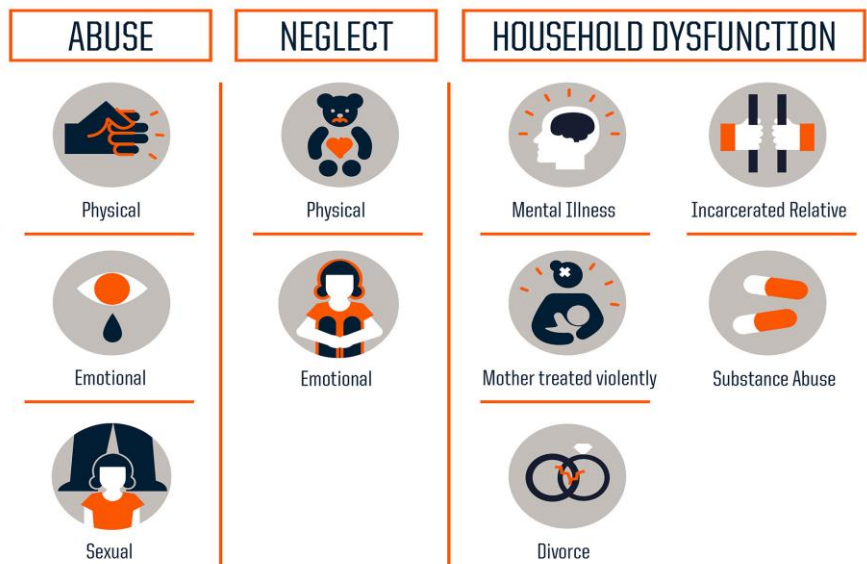 ABUSE
NEGLECT
HOUSEHOLD DYSFUNCTION
Physical
Physical
Mental Illness
Incarcerated Relative
Emotional
Emotional
Mother treated violently
Substance Abuse
Sexual
Divorce